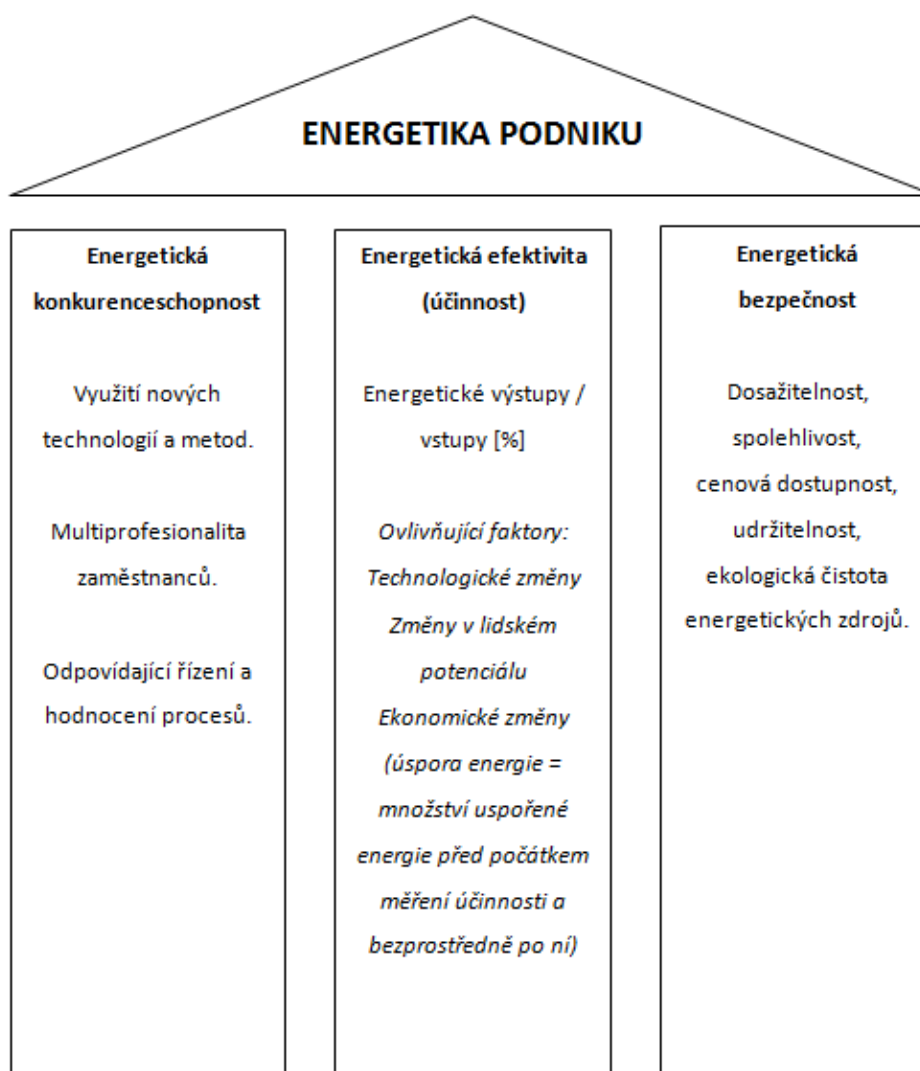 ENERGETIKA PODNIKU
Energetická
konkurenceschopnost
Využití nových
technologií a metod.
Multiprofesionalita
zaměstnanců.
Odpovídající řízení a
hodnocení procesů.
Energetická efektivita
(účinnost)
Energetické výstupy /
vstupy [%]
Ovlivňující faktory:
Technologické změny
Změny v lidském
potenciálu
Ekonomické změny
(úspora energie =
množství uspořené
energie před počátkem
měření účinnosti a
bezprostředně po ní)
Energetická
bezpečnost
Dosažitelnost,
spolehlivost,
cenová dostupnost,
udržitelnost,
ekologická čistota
energetických zdrojů.